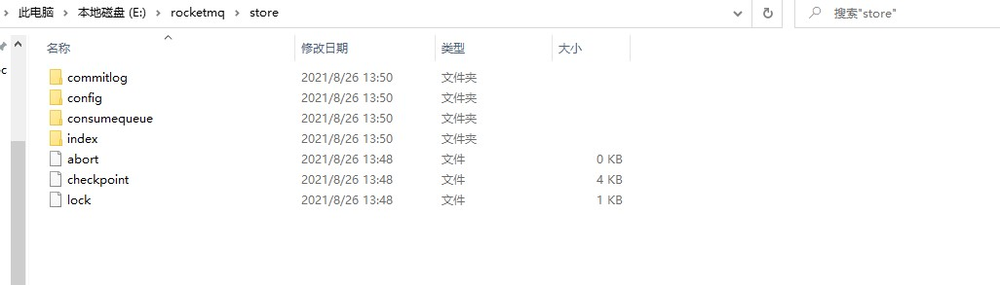 此电脑 > 本地磁盘 (E:) > rocketmq > store
搜索"store"
名称 修改日期 类型 大小
commitlog 2021/8/26 13:50 文件夹
config 2021/8/26 13:50 文件夹
consumequeue 2021/8/26 13:50 文件夹
index 2021/8/26 13:50 文件夹
abort 2021/8/26 13:48 文件 0 KB
checkpoint 2021/8/26 13:48 文件 4 KB
lock 2021/8/26 13:48 文件 1 KB